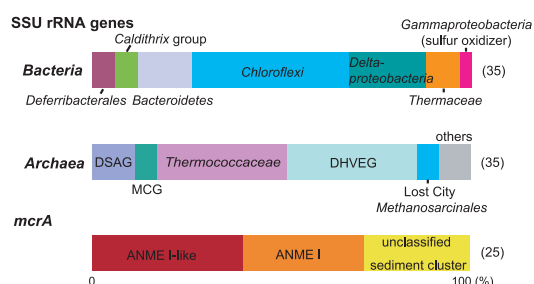 SSU rRNA genes
Gammaproteobacteria
Caldithrix group
(sulfur oxidizer)
Bacteria
Chloroflexi
Delta-
proteobacteria
(35)
Deferribacterales
Bacteroidetes
Thermaceae
others
Archaea
DSAG
Thermococcaceae
DHVEG
(35)
MCG
Lost City
Methanosarcinales
mcrA
ANME I-like
ANME I
unclassified
sediment cluster
(25)
0
100 (%)